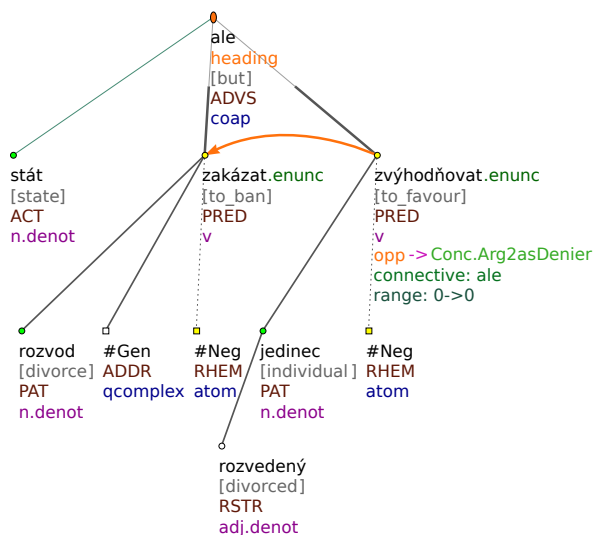 ale
heading
[but]
ADVS
coap
stát
[state]
ACT
n.denot
zakázat.enunc
[to_ban]
PRED
v
zvýhodňovat.enunc
[to_favour]
PRED
v
opp -> Conc.Arg2asDenier
connective: ale
range: 0->0
rozvod
[divorce]
PAT
n.denot
#Gen
ADDR
qcomplex
#Neg
RHEM
atom
jedinec
[individual]
PAT
n.denot
#Neg
RHEM
atom
rozvedený
[divorced]
RSTR
adj.denot